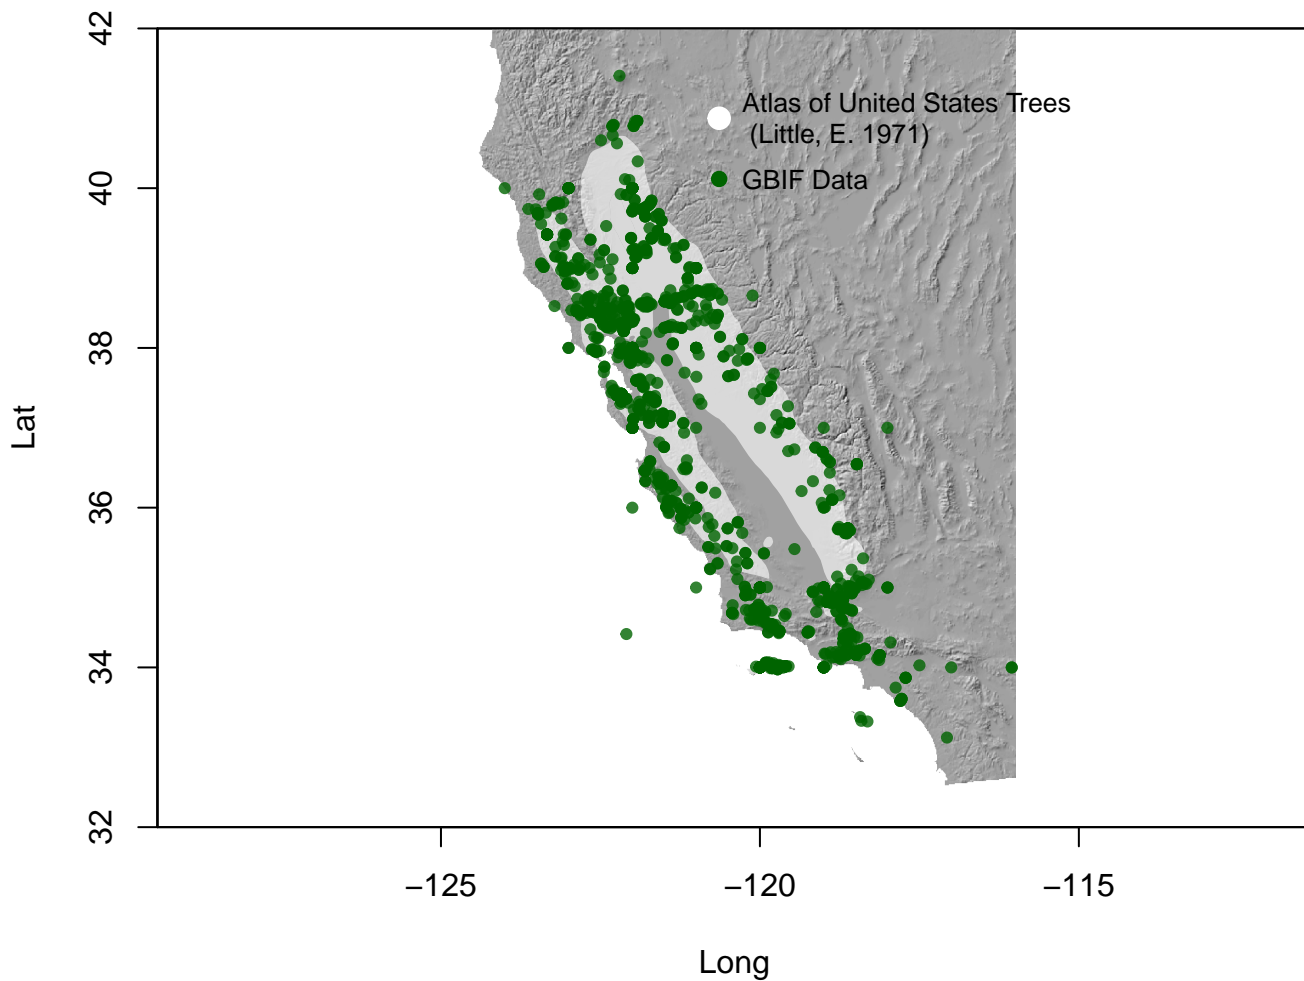 42
40
38
36
34
32
Lat
Atlas of United States Trees
(Little, E. 1971)
GBIF Data
−125
−120
−115
Long